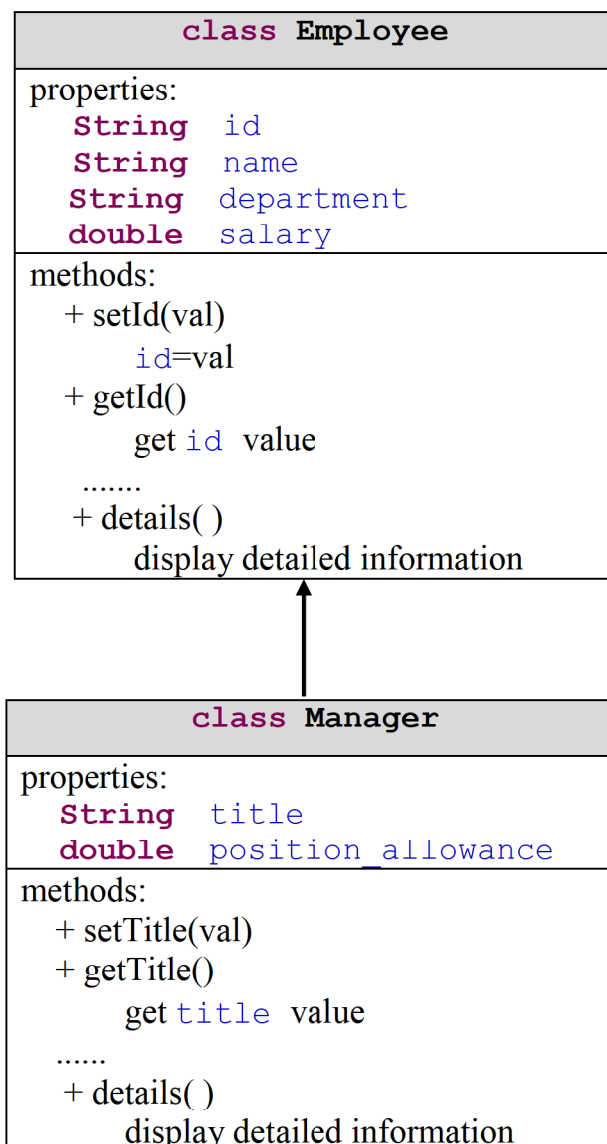 class Employee
properties:
String id
String name
String department
double salary
methods:
+ setId(val)
id=val
+ getId()
get id value
.......
+ details( )
display detailed information
class Manager
properties:
String title
double position_allowance
methods:
+ setTitle(val)
+ getTitle()
get title value
......
+ details( )
display detailed information